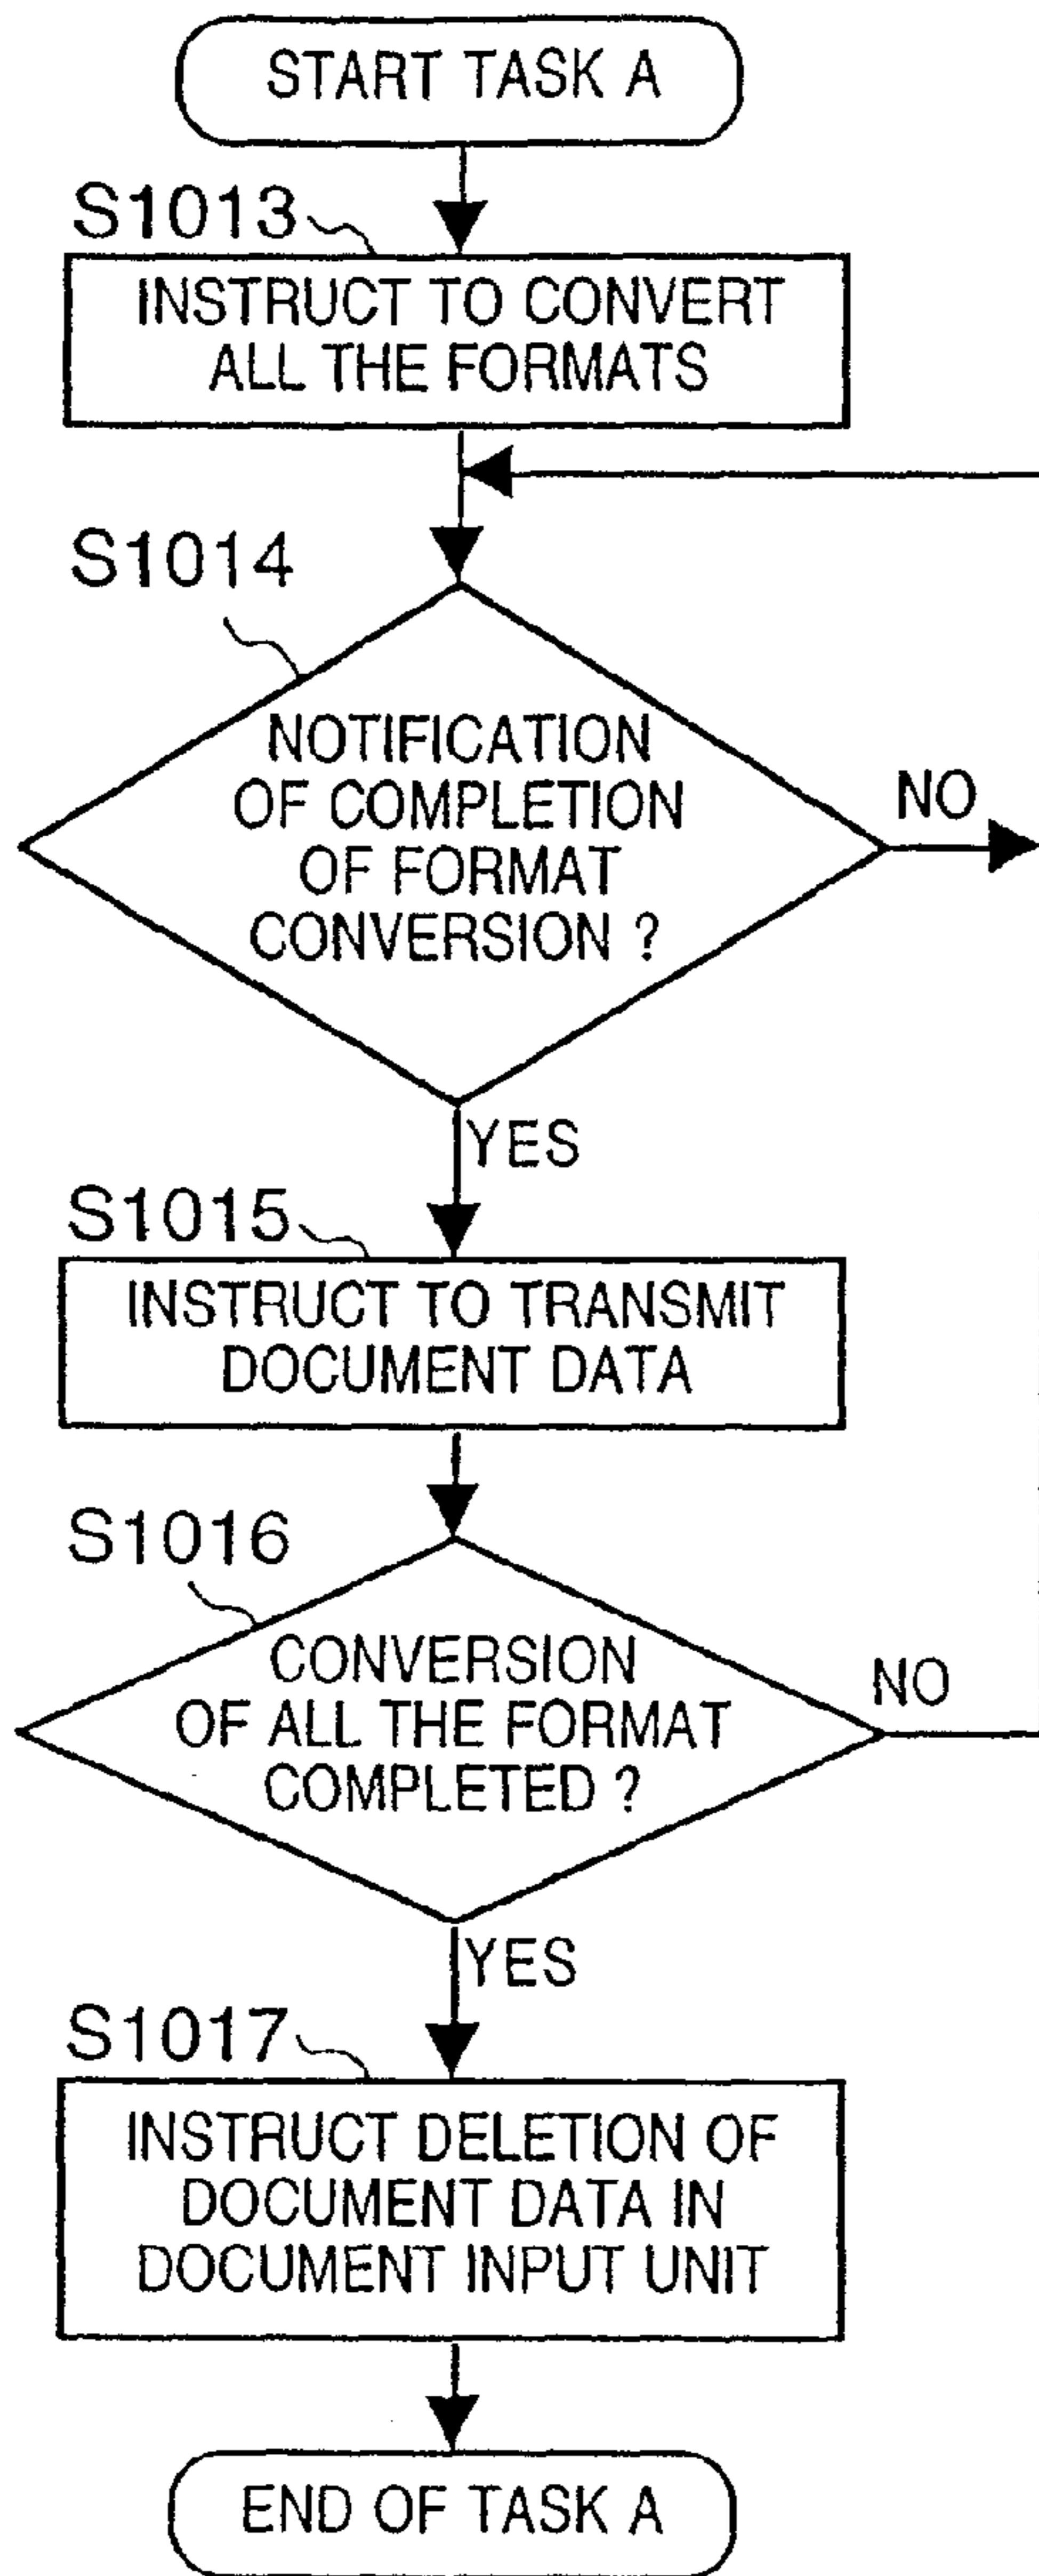 START TASK A
S1013
INSTRUCT TO CONVERT
ALL THE FORMATS
S1014
NOTIFICATION
OF COMPLETION
OF FORMAT
CONVERSION ?
NO
YES
S1015
INSTRUCT TO TRANSMIT
DOCUMENT DATA
S1016
CONVERSION
OF ALL THE FORMAT
COMPLETED ?
NO
YES
S1017
INSTRUCT DELETION OF
DOCUMENT DATA IN
DOCUMENT INPUT UNIT
END OF TASK A